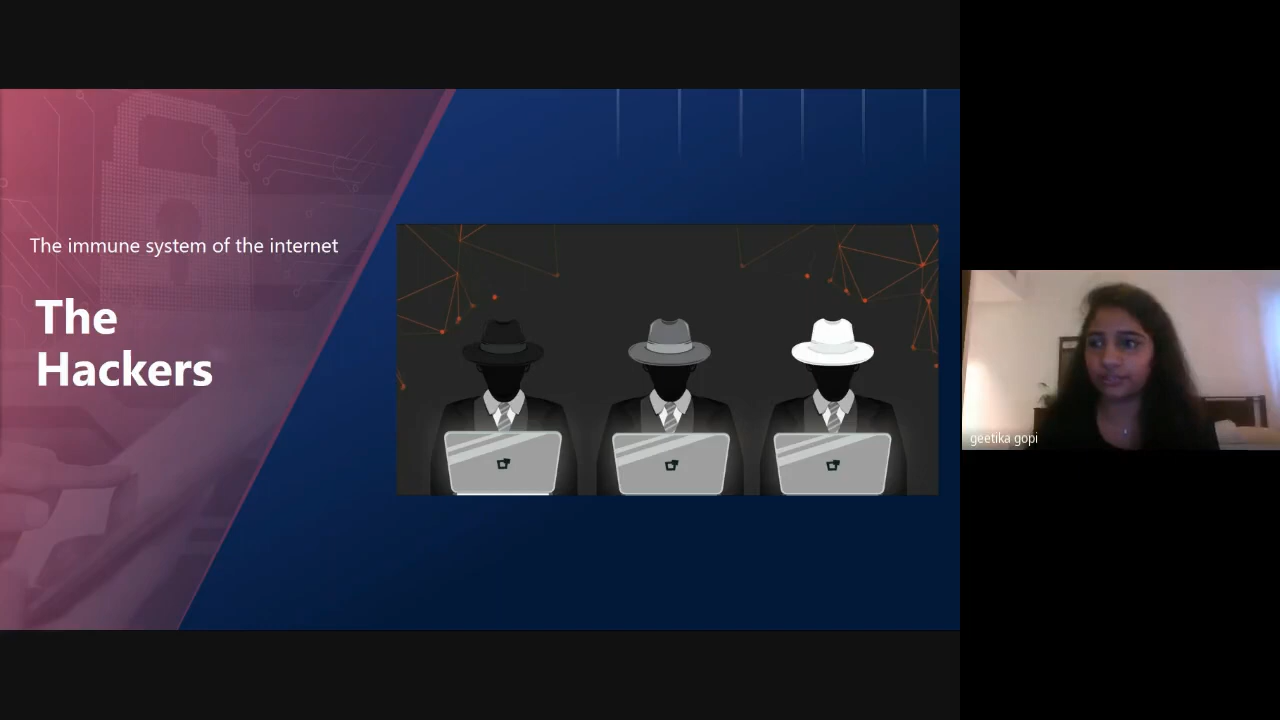 The immune system of the internet
The
Hackers
geetika gopi